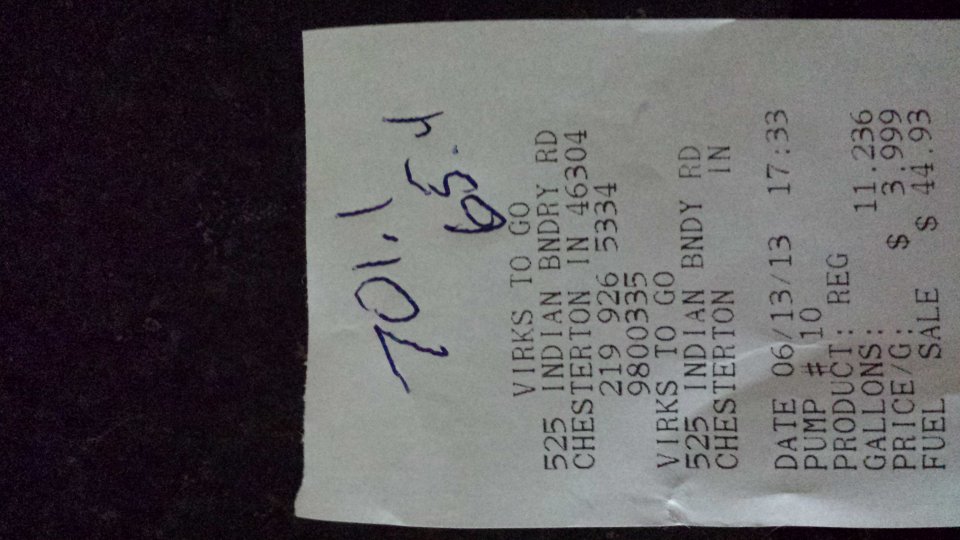 701.1
65.4
VIRKS TO GO
525 INDIAN BNDRY RD
CHESTERTON IN 46304
219 926 5334
9800335
VIRKS TO GO
525 INDIAN BNDY RD
CHESTERTON IN
DATE 06/13/13 17:33
PUMP # 10
PRODUCT: REG
GALLONS: 11.236
PRICE/G: $ 3.999
FUEL SALE $ 44.93